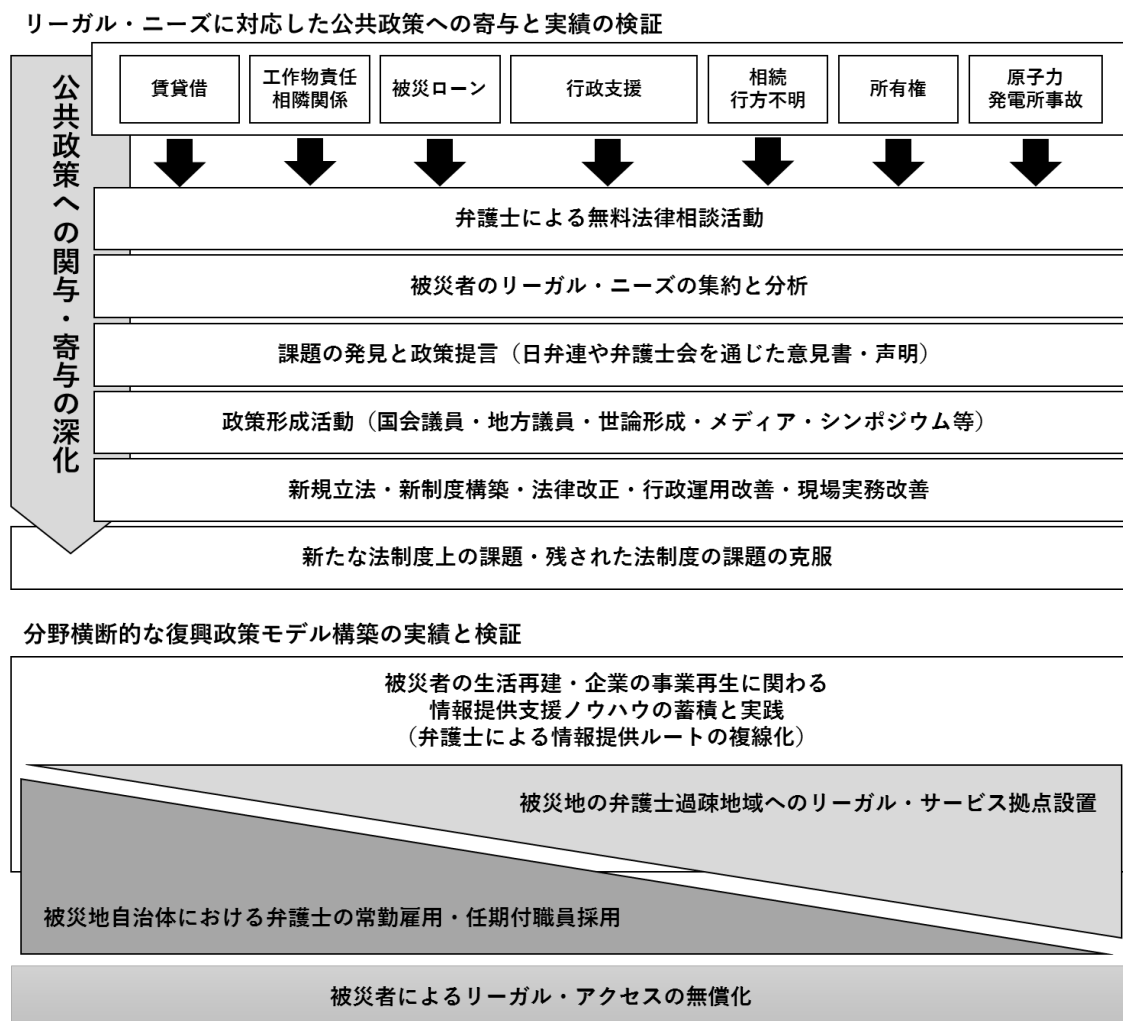 リーガル・ニーズに対応した公共政策への寄与と実績の検証
公共政策への関与・寄与の深化
賃貸借
工作物責任
相隣関係
被災ローン
行政支援
相続
行方不明
所有権
原子力
発電所事故
弁護士による無料法律相談活動
被災者のリーガル・ニーズの集約と分析
課題の発見と政策提言（日弁連や弁護士会を通じた意見書・声明）
政策形成活動（国会議員・地方議員・世論形成・メディア・シンポジウム等）
新規立法・新制度構築・法律改正・行政運用改善・現場実務改善
新たな法制度上の課題・残された法制度の課題の克服
分野横断的な復興政策モデル構築の実績と検証
被災者の生活再建・企業の事業再生に関わる
情報提供支援ノウハウの蓄積と実践
（弁護士による情報提供ルートの複線化）
被災地の弁護士過疎地域へのリーガル・サービス拠点設置
被災地自治体における弁護士の常勤雇用・任期付職員採用
被災者によるリーガル・アクセスの無償化